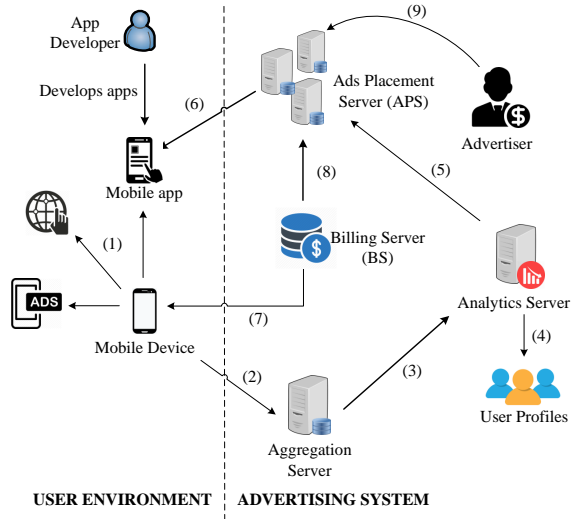 App
Developer
(9)
Develops apps
(6)
Ads Placement
Server (APS)
Advertiser
Mobile app
(5)
(8)
(1)
Billing Server
(BS)
ADS
Analytics Server
(7)
Mobile Device
(4)
(2)
(3)
User Profiles
Aggregation
Server
USER ENVIRONMENT
ADVERTISING SYSTEM